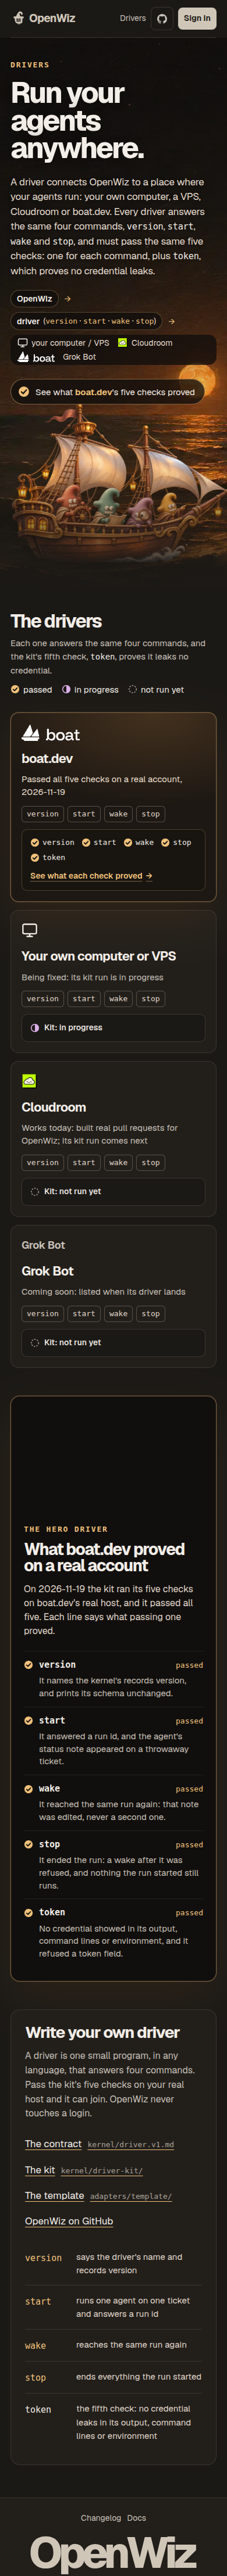 OpenWiz
Drivers
Sign in
DRIVERS
Run your
agents
anywhere.
A driver connects OpenWiz to a place where
your agents run: your own computer, a VPS,
Cloudroom or boat.dev. Every driver answers
the same four commands, version, start,
wake and stop, and must pass the same five
checks: one for each command, plus token,
which proves no credential leaks.
OpenWiz →
driver (version · start · wake · stop) →
your computer / VPS Cloudroom
boat Grok Bot
See what boat.dev's five checks proved
The drivers
Each one answers the same four commands, and
the kit's fifth check, token, proves it leaks no
credential.
passed in progress not run yet
boat
boat.dev
Passed all five checks on a real account,
2026-11-19
version start wake stop
version start wake stop
token
See what each check proved →
Your own computer or VPS
Being fixed: its kit run is in progress
version start wake stop
Kit: in progress
Cloudroom
Works today: built real pull requests for
OpenWiz; its kit run comes next
version start wake stop
Kit: not run yet
Grok Bot
Grok Bot
Coming soon: listed when its driver lands
version start wake stop
Kit: not run yet
THE HERO DRIVER
What boat.dev proved
on a real account
On 2026-11-19 the kit ran its five checks
on boat.dev's real host, and it passed all
five. Each line says what passing one
proved.
version passed
It names the kernel's records version,
and prints its schema unchanged.
start passed
It answered a run id, and the agent's
status note appeared on a throwaway
ticket.
wake passed
It reached the same run again: that note
was edited, never a second one.
stop passed
It ended the run: a wake after it was
refused, and nothing the run started still
runs.
token passed
No credential showed in its output,
command lines or environment, and it
refused a token field.
Write your own driver
A driver is one small program, in any
language, that answers four commands.
Pass the kit's five checks on your real
host and it can join. OpenWiz never
touches a login.
The contract kernel/driver.v1.md
The kit kernel/driver-kit/
The template adapters/template/
OpenWiz on GitHub
version says the driver's name and
records version
start runs one agent on one ticket
and answers a run id
wake reaches the same run again
stop ends everything the run started
token the fifth check: no credential
leaks in its output, command
lines or environment
Changelog Docs
OpenWiz